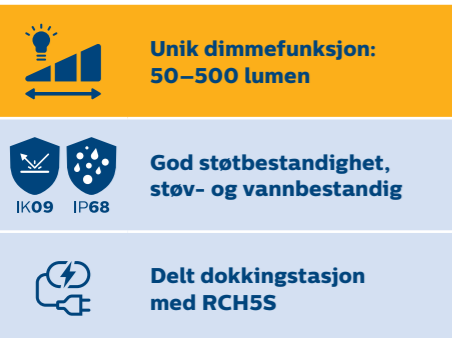 Unik dimmefunksjon:
50–500 lumen
God støtbestandighet,
støv- og vannbestandig
IK09 IP68
Delt dokkingstasjon
med RCH5S